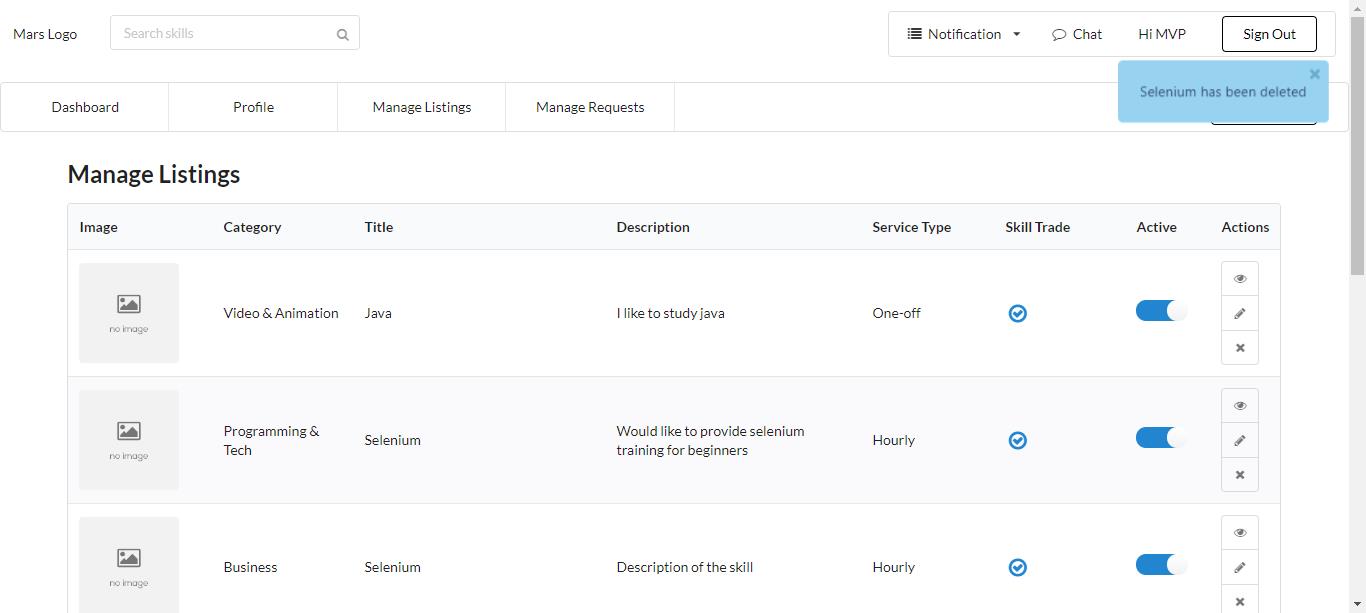 Mars Logo
Search skills
Notification
Chat
Hi MVP
Sign Out
Selenium has been deleted
Dashboard
Profile
Manage Listings
Manage Requests
Manage Listings
Image Category Title Description Service Type Skill Trade Active Actions
no image
Video & Animation
Java
I like to study java
One-off
no image
Programming &
Tech
Selenium
Would like to provide selenium
training for beginners
Hourly
no image
Business
Selenium
Description of the skill
Hourly